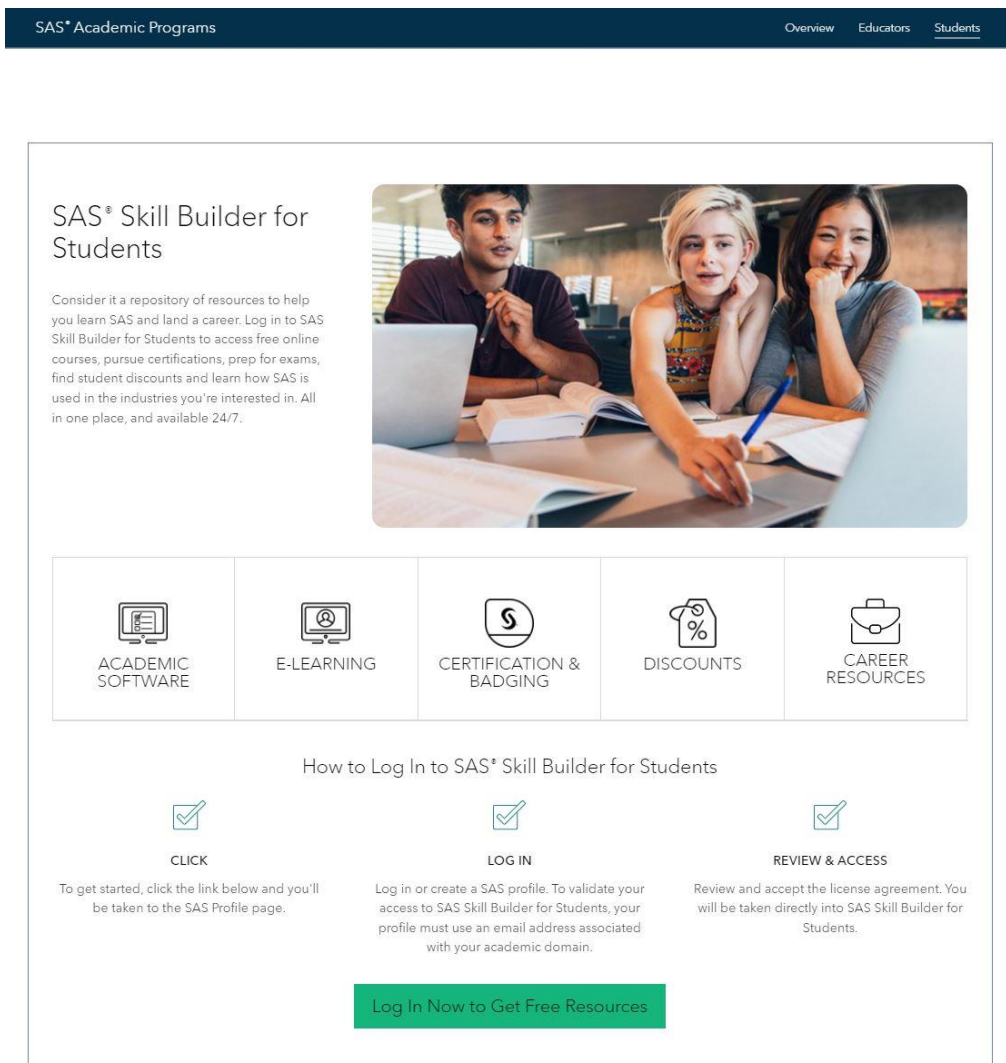 SAS® Academic Programs
Overview Educators Students
SAS® Skill Builder for
Students
Consider it a repository of resources to help
you learn SAS and land a career. Log in to SAS
Skill Builder for Students to access free online
courses, pursue certifications, prep for exams,
find student discounts and learn how SAS is
used in the industries you're interested in. All
in one place, and available 24/7.
ACADEMIC
SOFTWARE
E-LEARNING
CERTIFICATION &
BADGING
%
DISCOUNTS
CAREER
RESOURCES
How to Log In to SAS® Skill Builder for Students
CLICK
To get started, click the link below and you'll
be taken to the SAS Profile page.
LOG IN
Log in or create a SAS profile. To validate your
access to SAS Skill Builder for Students, your
profile must use an email address associated
with your academic domain.
REVIEW & ACCESS
Review and accept the license agreement. You
will be taken directly into SAS Skill Builder for
Students.
Log In Now to Get Free Resources